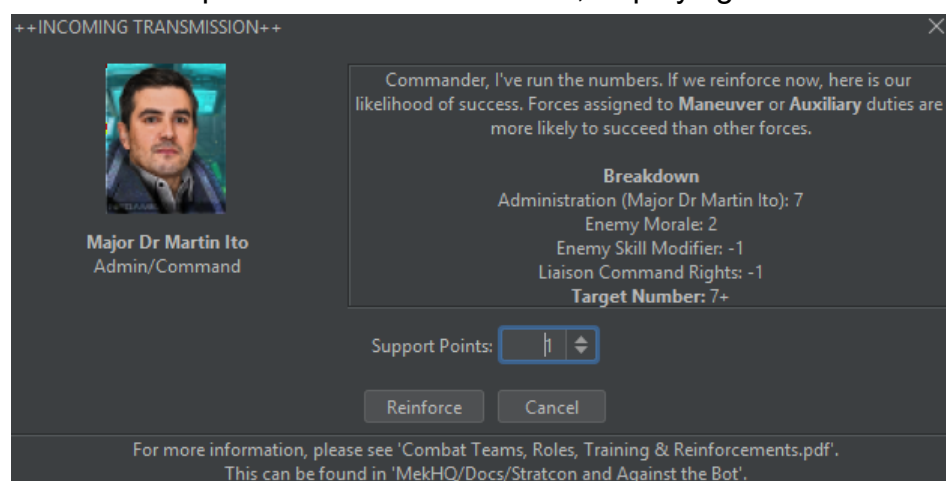 ++INCOMING TRANSMISSION++
Commander, I've run the numbers. If we reinforce now, here is our
likelihood of success. Forces assigned to Maneuver or Auxiliary duties are
more likely to succeed than other forces.
Breakdown
Administration (Major Dr Martin Ito): 7
Enemy Morale: 2
Enemy Skill Modifier: -1
Liaison Command Rights: -1
Target Number: 7+
Major Dr Martin Ito
Admin/Command
Support Points: 1
Reinforce Cancel
For more information, please see 'Combat Teams, Roles, Training & Reinforcements.pdf'.
This can be found in 'MekHQ/Docs/Stratcon and Against the Bot'.